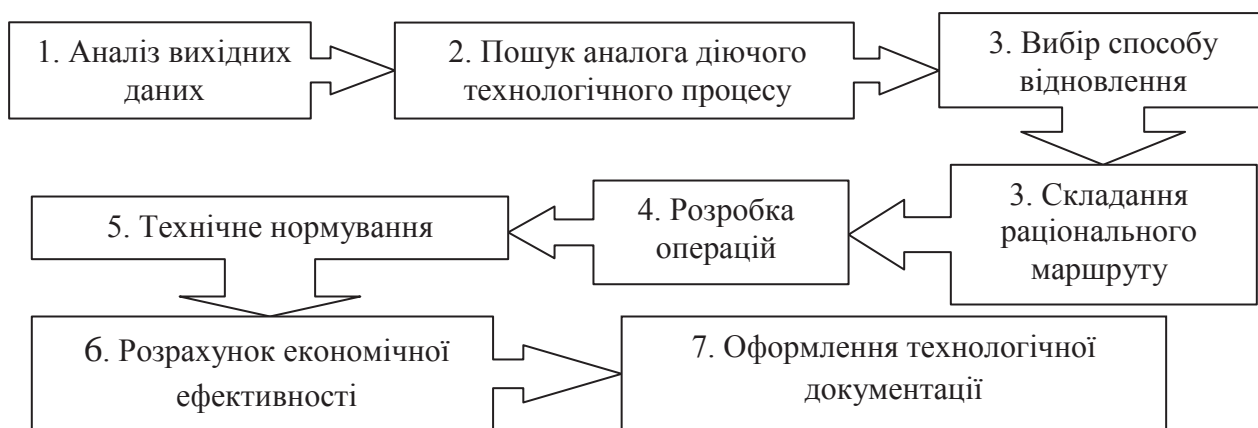 1. Аналіз вихідних
даних
2. Пошук аналога діючого
технологічного процесу
3. Вибір способу
відновлення
3. Складання
раціонального
маршруту
4. Розробка
операцій
5. Технічне нормування
6. Розрахунок економічної
ефективності
7. Оформлення технологічної
документації